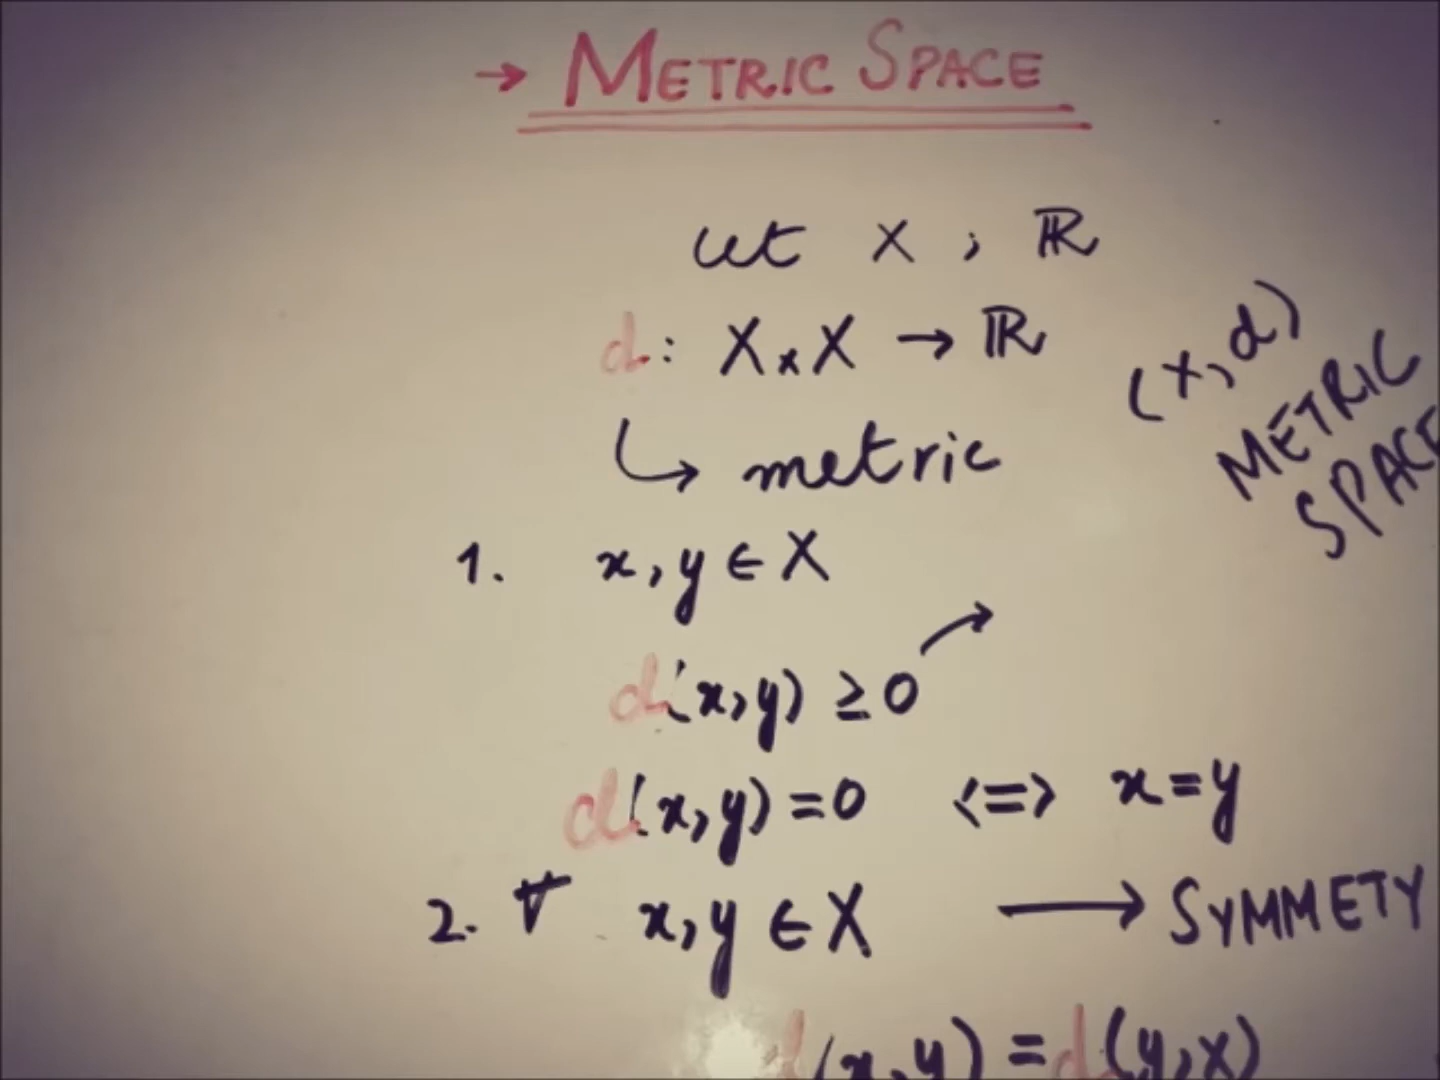 → METRIC SPACE
let X, ℝ
d: X×X → ℝ
↳ metric
(X, d)
METRIC
SPACE
1. x, y ∈ X
d(x, y) ≥ 0 ↗
d(x, y) = 0 <=> x = y
2. ∀ x, y ∈ X → SYMMETY
d(x, y) = d(y, x)